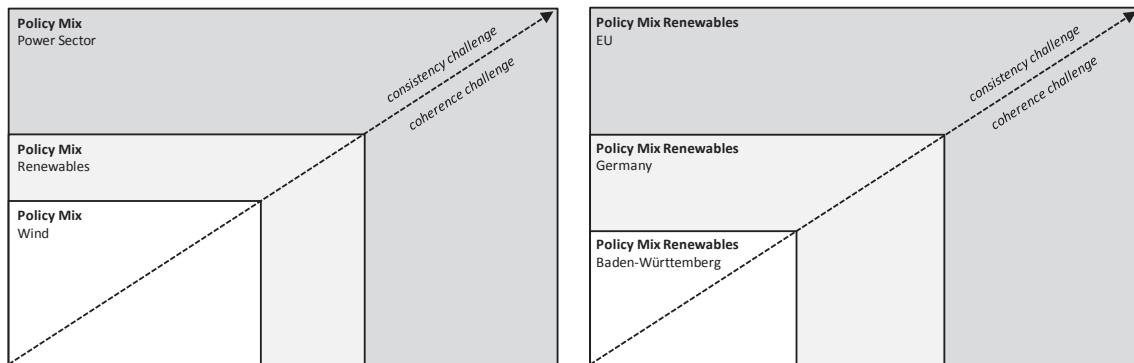 Policy Mix
Power Sector
consistency challenge
coherence challenge
Policy Mix
Renewables
Policy Mix
Wind
Policy Mix Renewables
EU
consistency challenge
coherence challenge
Policy Mix Renewables
Germany
Policy Mix Renewables
Baden-Württemberg